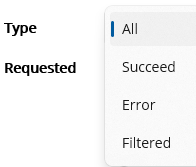 Type
All
Requested
Succeed
Error
Filtered